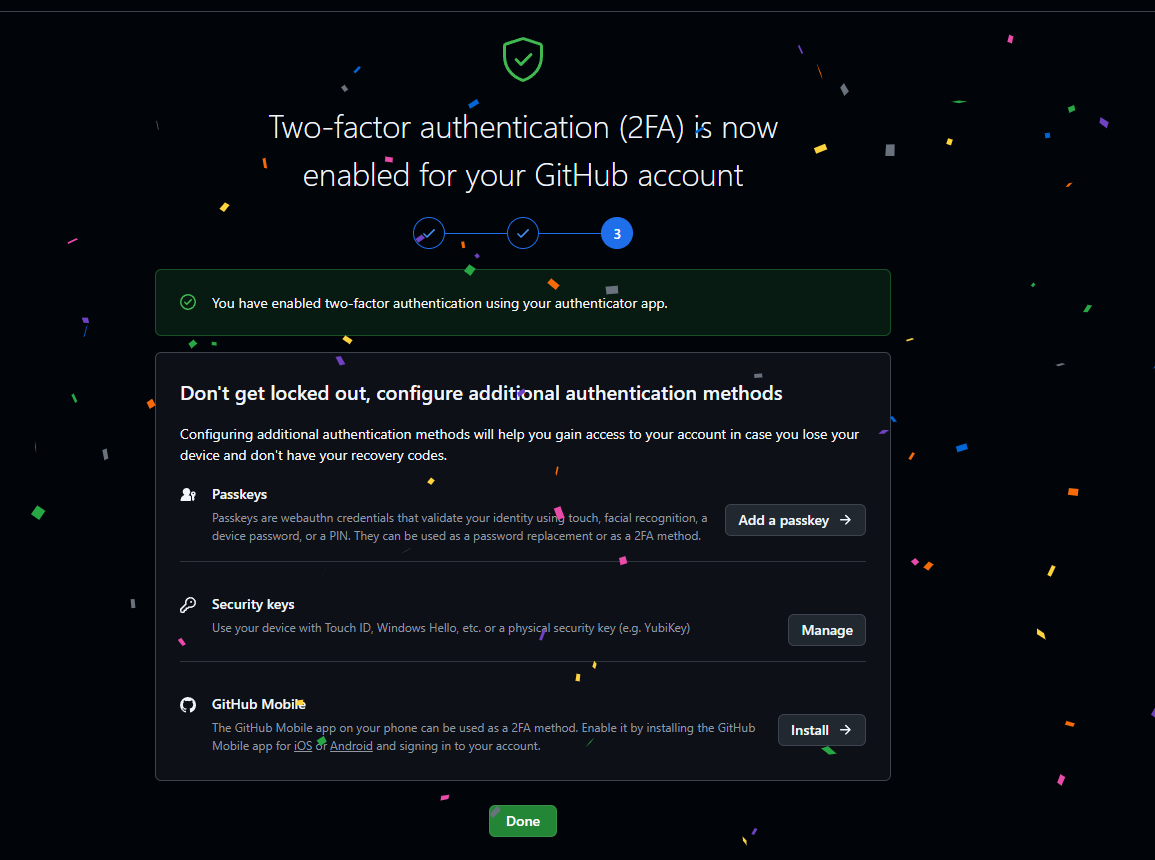 Two-factor authentication (2FA) is now
enabled for your GitHub account
3
You have enabled two-factor authentication using your authenticator app.
Don't get locked out, configure additional authentication methods
Configuring additional authentication methods will help you gain access to your account in case you lose your
device and don't have your recovery codes.
Passkeys
Passkeys are webauthn credentials that validate your identity using touch, facial recognition, a
device password, or a PIN. They can be used as a password replacement or as a 2FA method.
Add a passkey →
Security keys
Use your device with Touch ID, Windows Hello, etc. or a physical security key (e.g. YubiKey)
Manage
GitHub Mobile
The GitHub Mobile app on your phone can be used as a 2FA method. Enable it by installing the GitHub
Mobile app for iOS or Android and signing in to your account.
Install →
Done